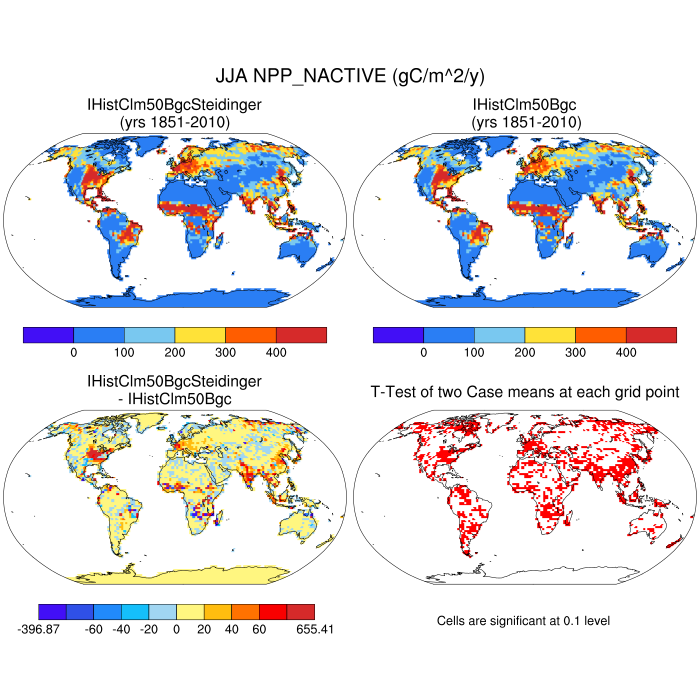 JJA NPP_NACTIVE (gC/m^2/y)
IHistClm50BgcSteidinger
(yrs 1851-2010)
IHistClm50Bgc
(yrs 1851-2010)
0 100 200 300 400
0 100 200 300 400
IHistClm50BgcSteidinger
- IHistClm50Bgc
T-Test of two Case means at each grid point
-396.87 -60 -40 -20 0 20 40 60 655.41
Cells are significant at 0.1 level